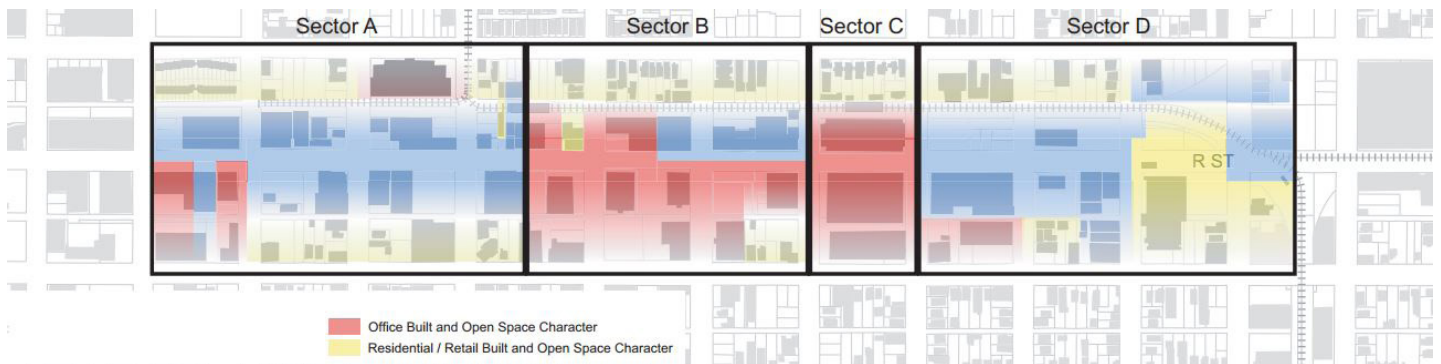 Sector A
Sector B
Sector C
Sector D
R ST
Office Built and Open Space Character
Residential / Retail Built and Open Space Character